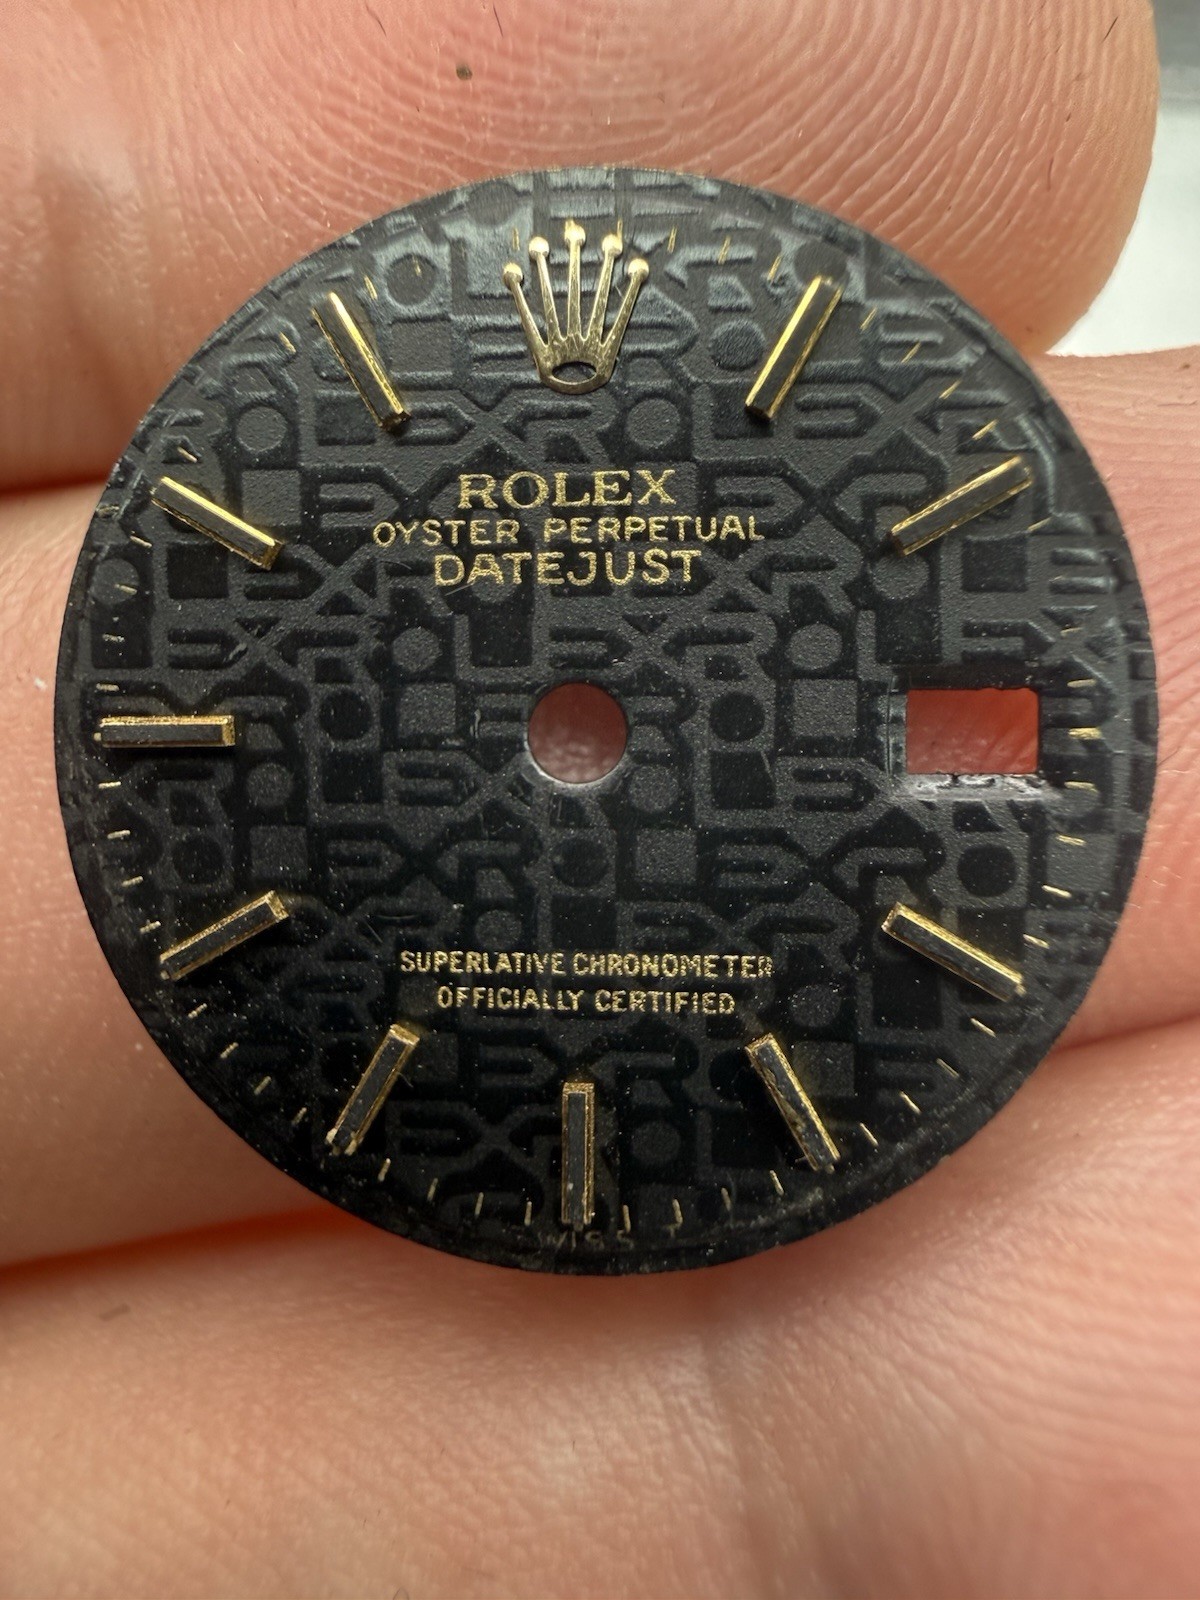 ROLEX
OYSTER PERPETUAL
DATEJUST
SUPERLATIVE CHRONOMETER
OFFICIALLY CERTIFIED